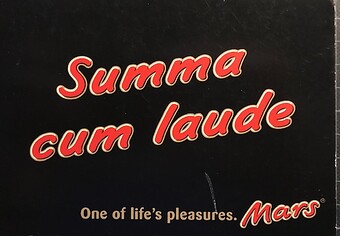 Summa
cum laude
One of life's pleasures. Mars®